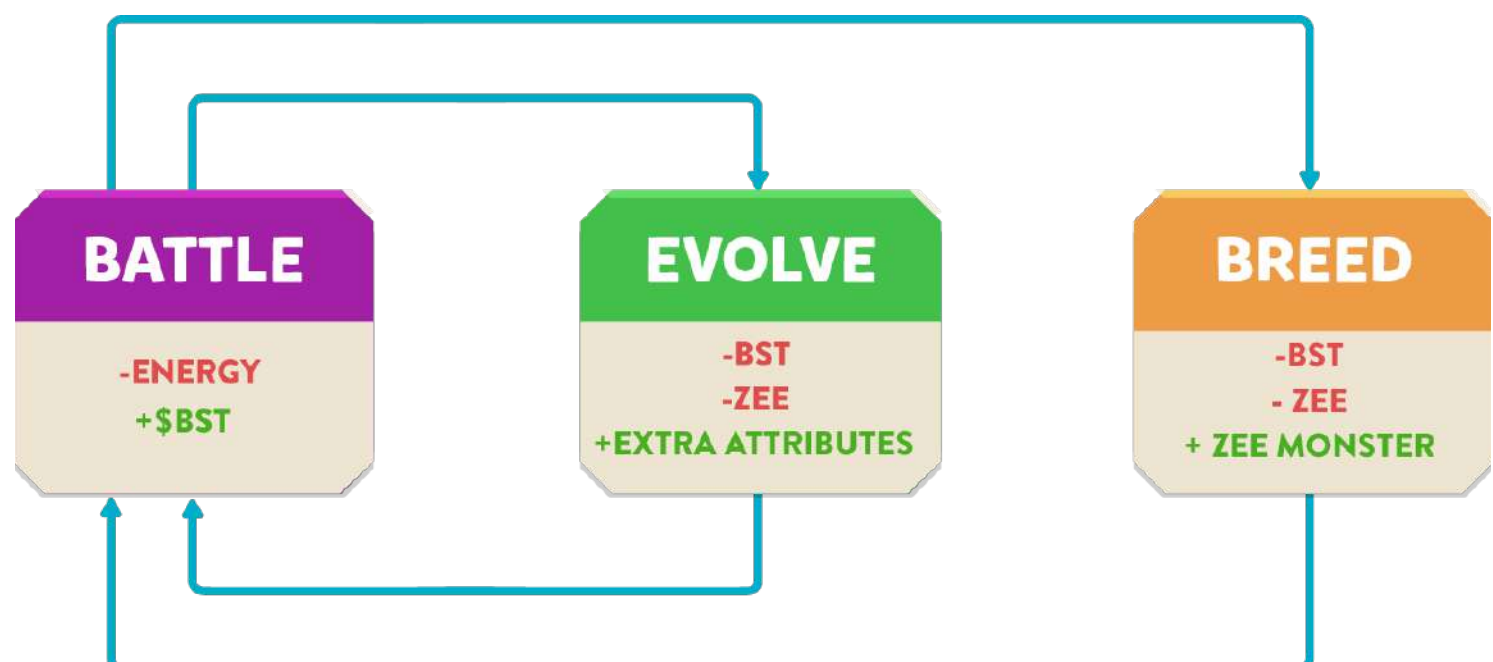 BATTLE
-ENERGY
+$BST
EVOLVE
-BST
-ZEE
+EXTRA ATTRIBUTES
BREED
-BST
- ZEE
+ ZEE MONSTER